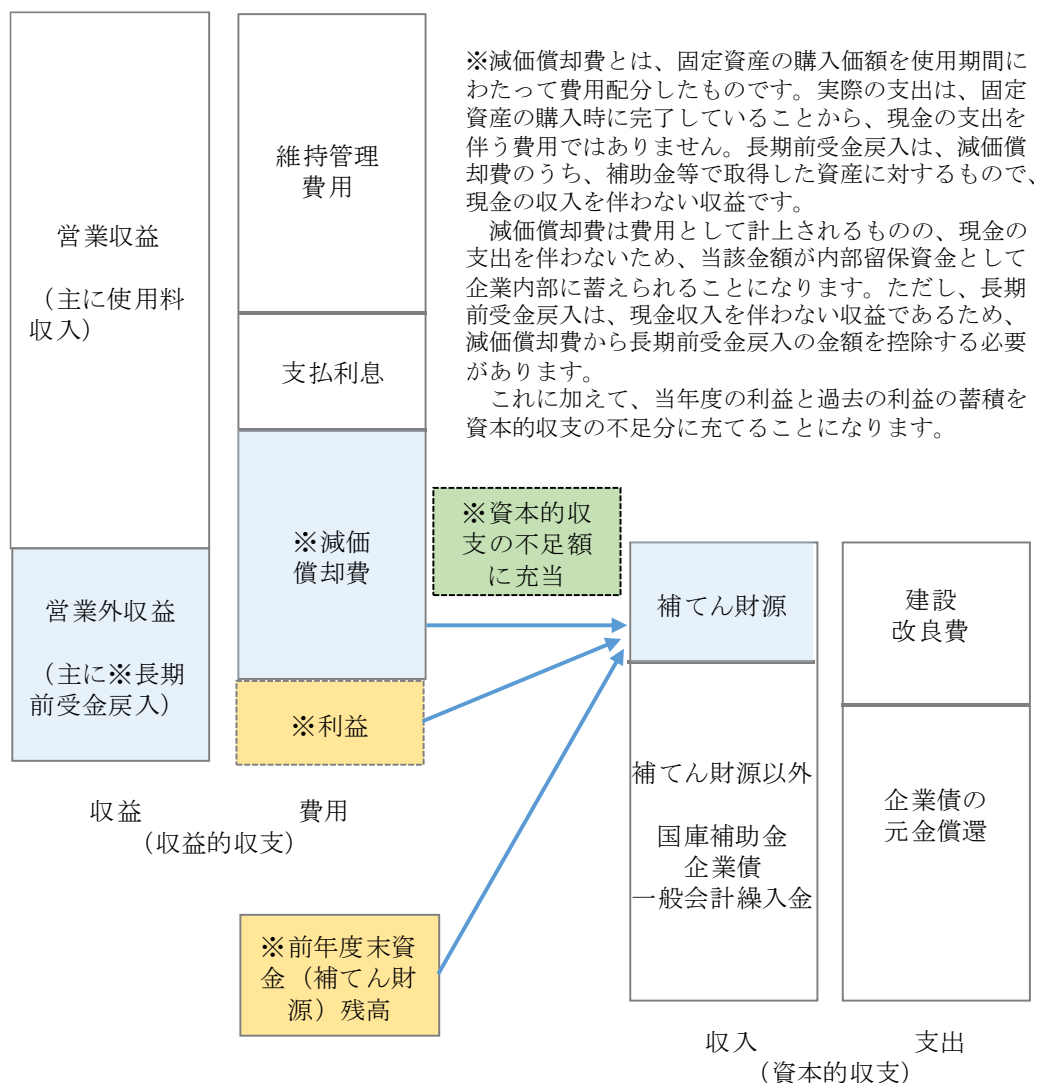 ※減価償却費とは、固定資産の購入価額を使用期間に
わたって費用配分したものです。実際の支出は、固定
資産の購入時に完了していることから、現金の支出を
伴う費用ではありません。長期前受金戻入は、減価償
却費のうち、補助金等で取得した資産に対するもので、
現金の収入を伴わない収益です。
　減価償却費は費用として計上されるものの、現金の
支出を伴わないため、当該金額が内部留保資金として
企業内部に蓄えられることになります。ただし、長期
前受金戻入は、現金収入を伴わない収益であるため、
減価償却費から長期前受金戻入の金額を控除する必要
があります。
　これに加えて、当年度の利益と過去の利益の蓄積を
資本的収支の不足分に充てることになります。
営業収益
（主に使用料
収入）
営業外収益
（主に※長期
前受金戻入）
維持管理
費用
支払利息
※減価
償却費
※利益
収益
費用
（収益的収支）
※前年度末資
金（補てん財
源）残高
※資本的収
支の不足額
に充当
補てん財源
補てん財源以外
国庫補助金
企業債
一般会計繰入金
建設
改良費
企業債の
元金償還
収入
支出
（資本的収支）